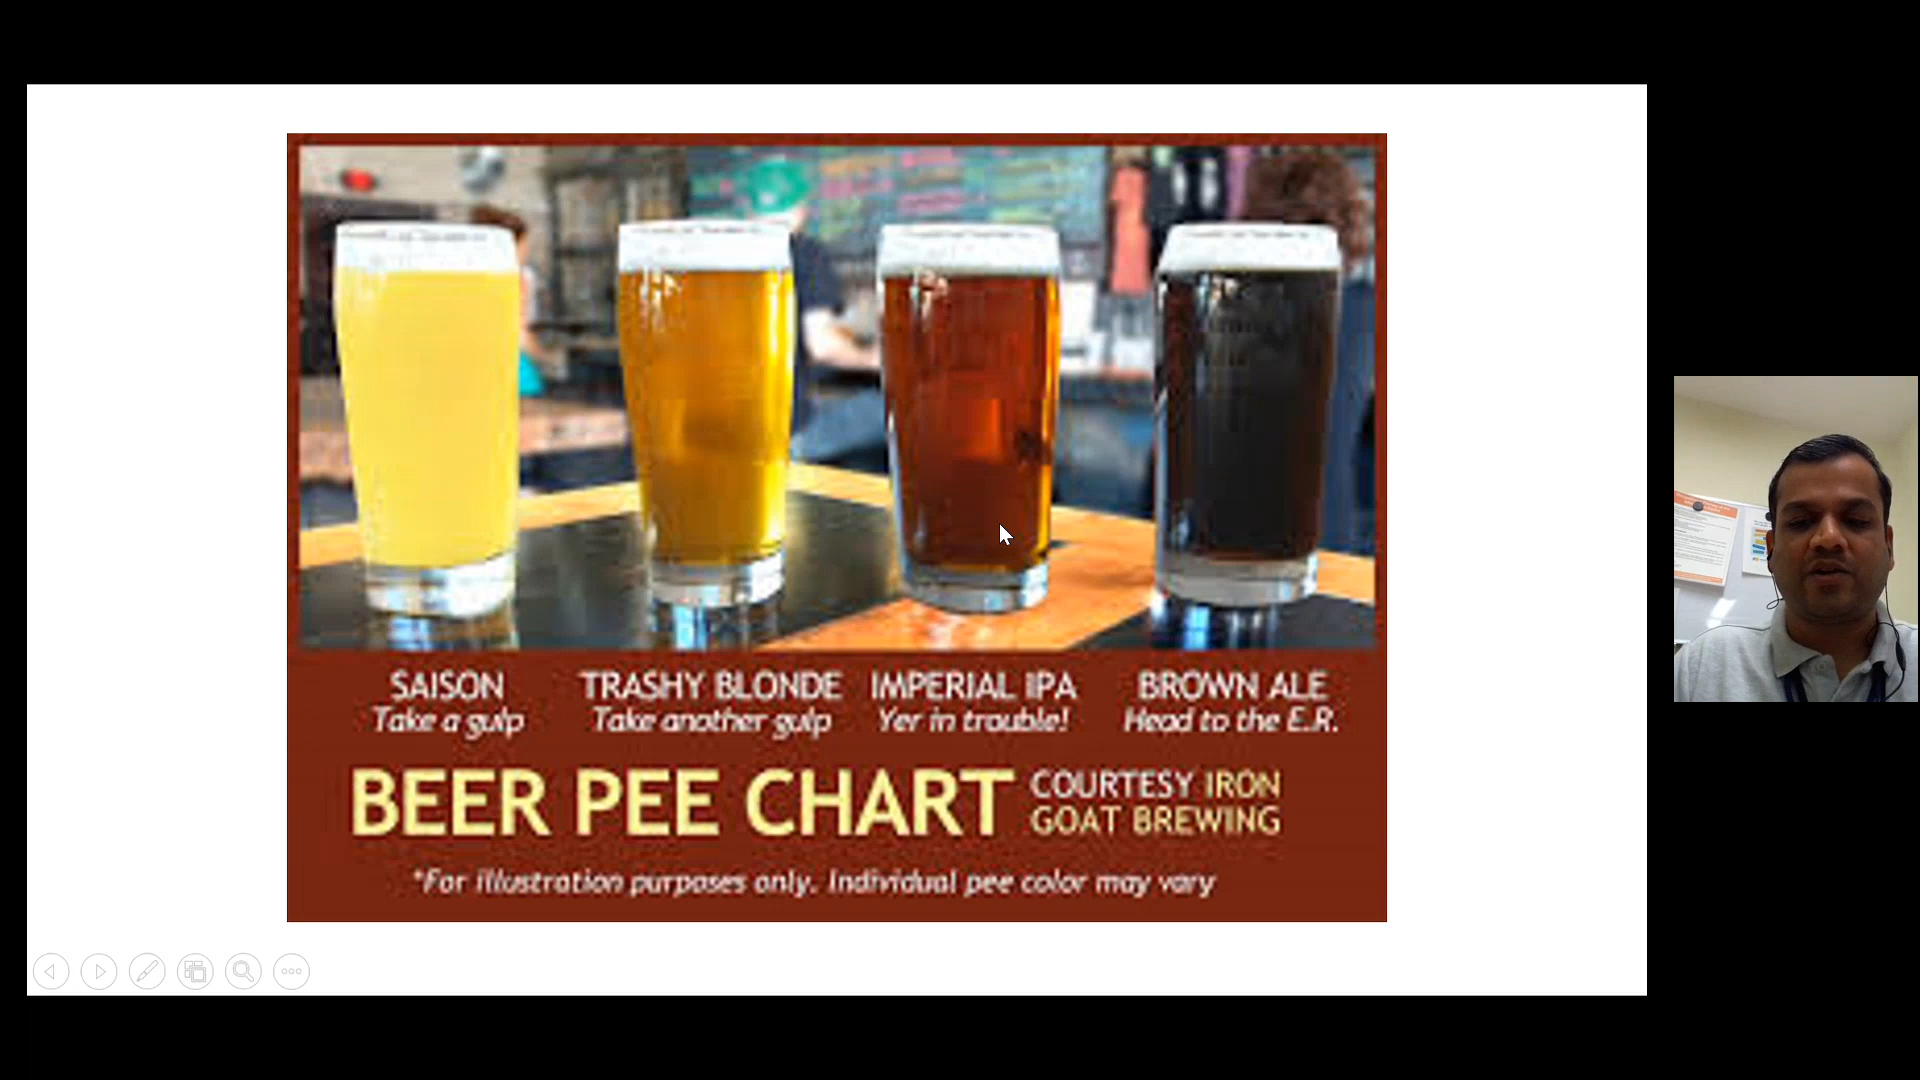 SAISON
Take a gulp
TRASHY BLONDE
Take another gulp
IMPERIAL IPA
Yer in trouble!
BROWN ALE
Head to the E.R.
BEER PEE CHART
COURTESY IRON
GOAT BREWING
*For illustration purposes only. Individual pee color may vary